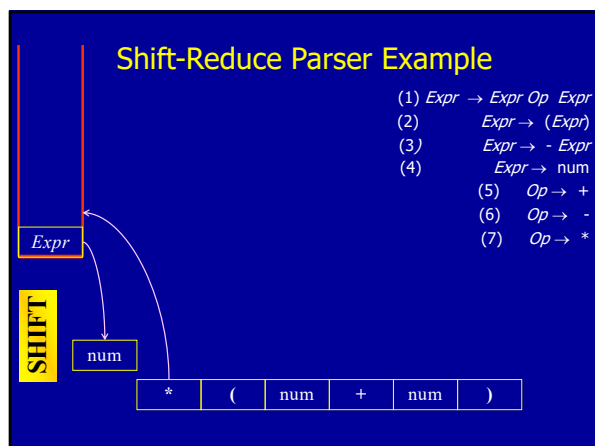 Shift-Reduce Parser Example
(1) Expr → Expr Op Expr
(2) Expr → (Expr)
(3) Expr → - Expr
(4) Expr → num
(5) Op → +
(6) Op → -
(7) Op → *
Expr
SHIFT
num
* ( num + num )